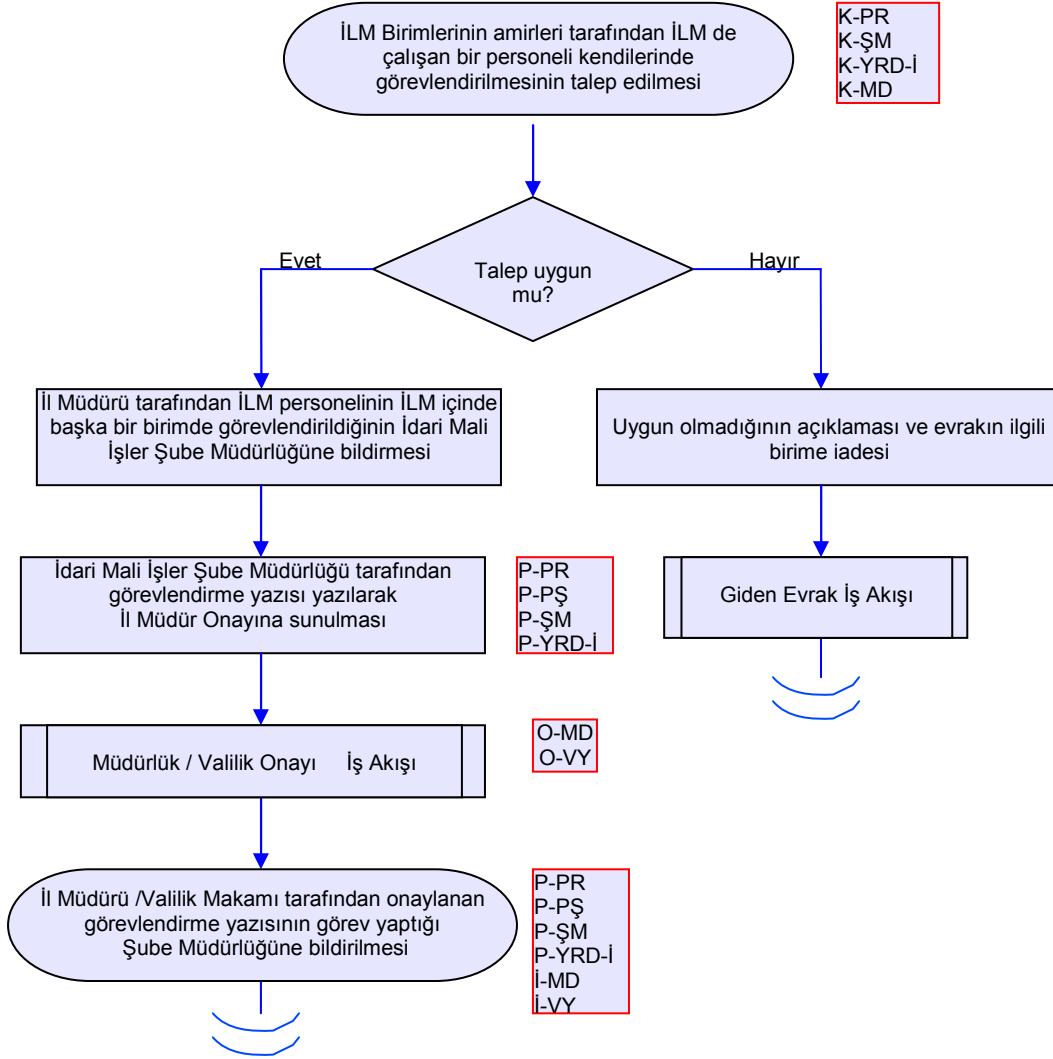 İLM Birimlerinin amirleri tarafından İLM de
çalışan bir personeli kendilerinde
görevlendirilmesinin talep edilmesi
K-PR
K-ŞM
K-YRD-İ
K-MD
Evet
Talep uygun
mu?
Hayır
İl Müdürü tarafından İLM personelinin İLM içinde
başka bir birimde görevlendirildiğinin İdari Mali
İşler Şube Müdürlüğüne bildirmesi
Uygun olmadığının açıklaması ve evrakın ilgili
birime iadesi
İdari Mali İşler Şube Müdürlüğü tarafından
görevlendirme yazısı yazılarak
İl Müdür Onayına sunulması
P-PR
P-PŞ
P-ŞM
P-YRD-İ
Giden Evrak İş Akışı
Müdürlük / Valilik Onayı İş Akışı
O-MD
O-VY
İl Müdürü /Valilik Makamı tarafından onaylanan
görevlendirme yazısının görev yaptığı
Şube Müdürlüğüne bildirilmesi
P-PR
P-PŞ
P-ŞM
P-YRD-İ
İ-MD
İ-VY